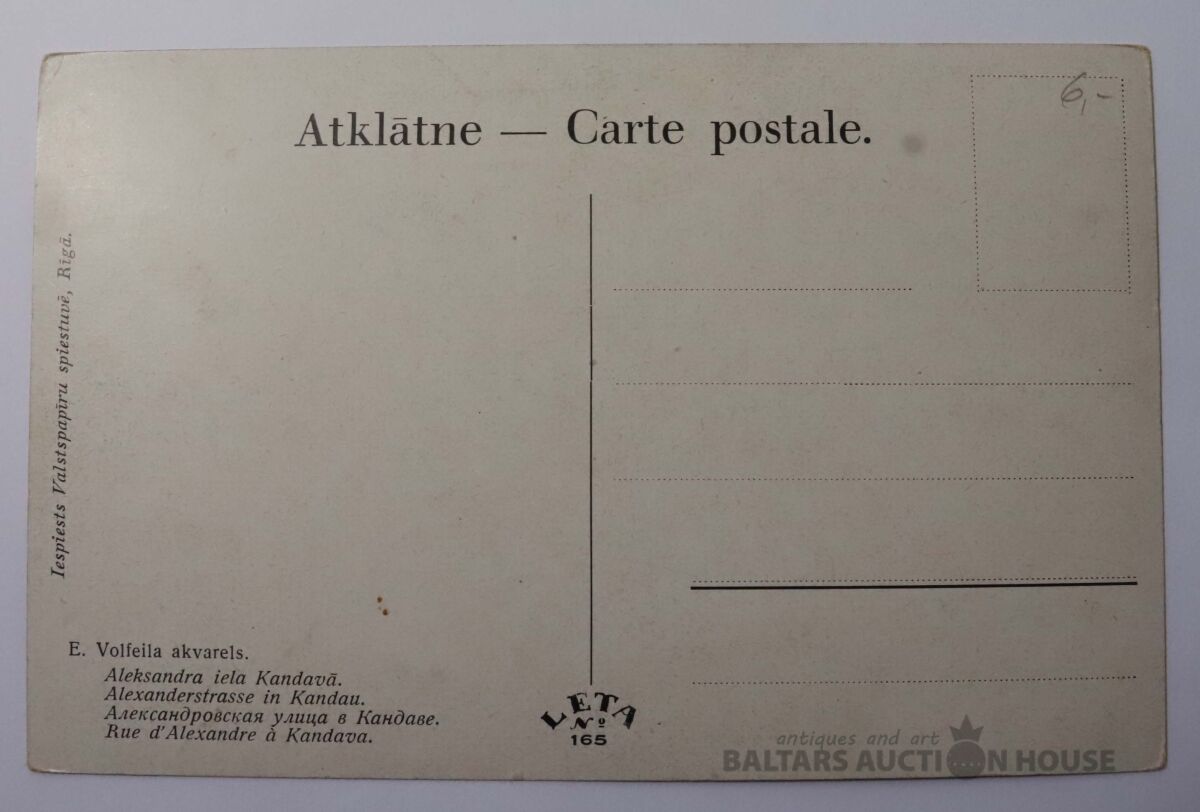 Atklātne — Carte postale.
6,-
Iespiests Valstspapīru spiestuvē, Rīgā.
E. Volfeila akvarels.
Aleksandra iela Kandavā.
Alexanderstrasse in Kandau.
Александровская улица в Кандаве.
Rue d'Alexandre à Kandava.
LETA
№
165
antiques and art
BALTARS AUCTION HOUSE